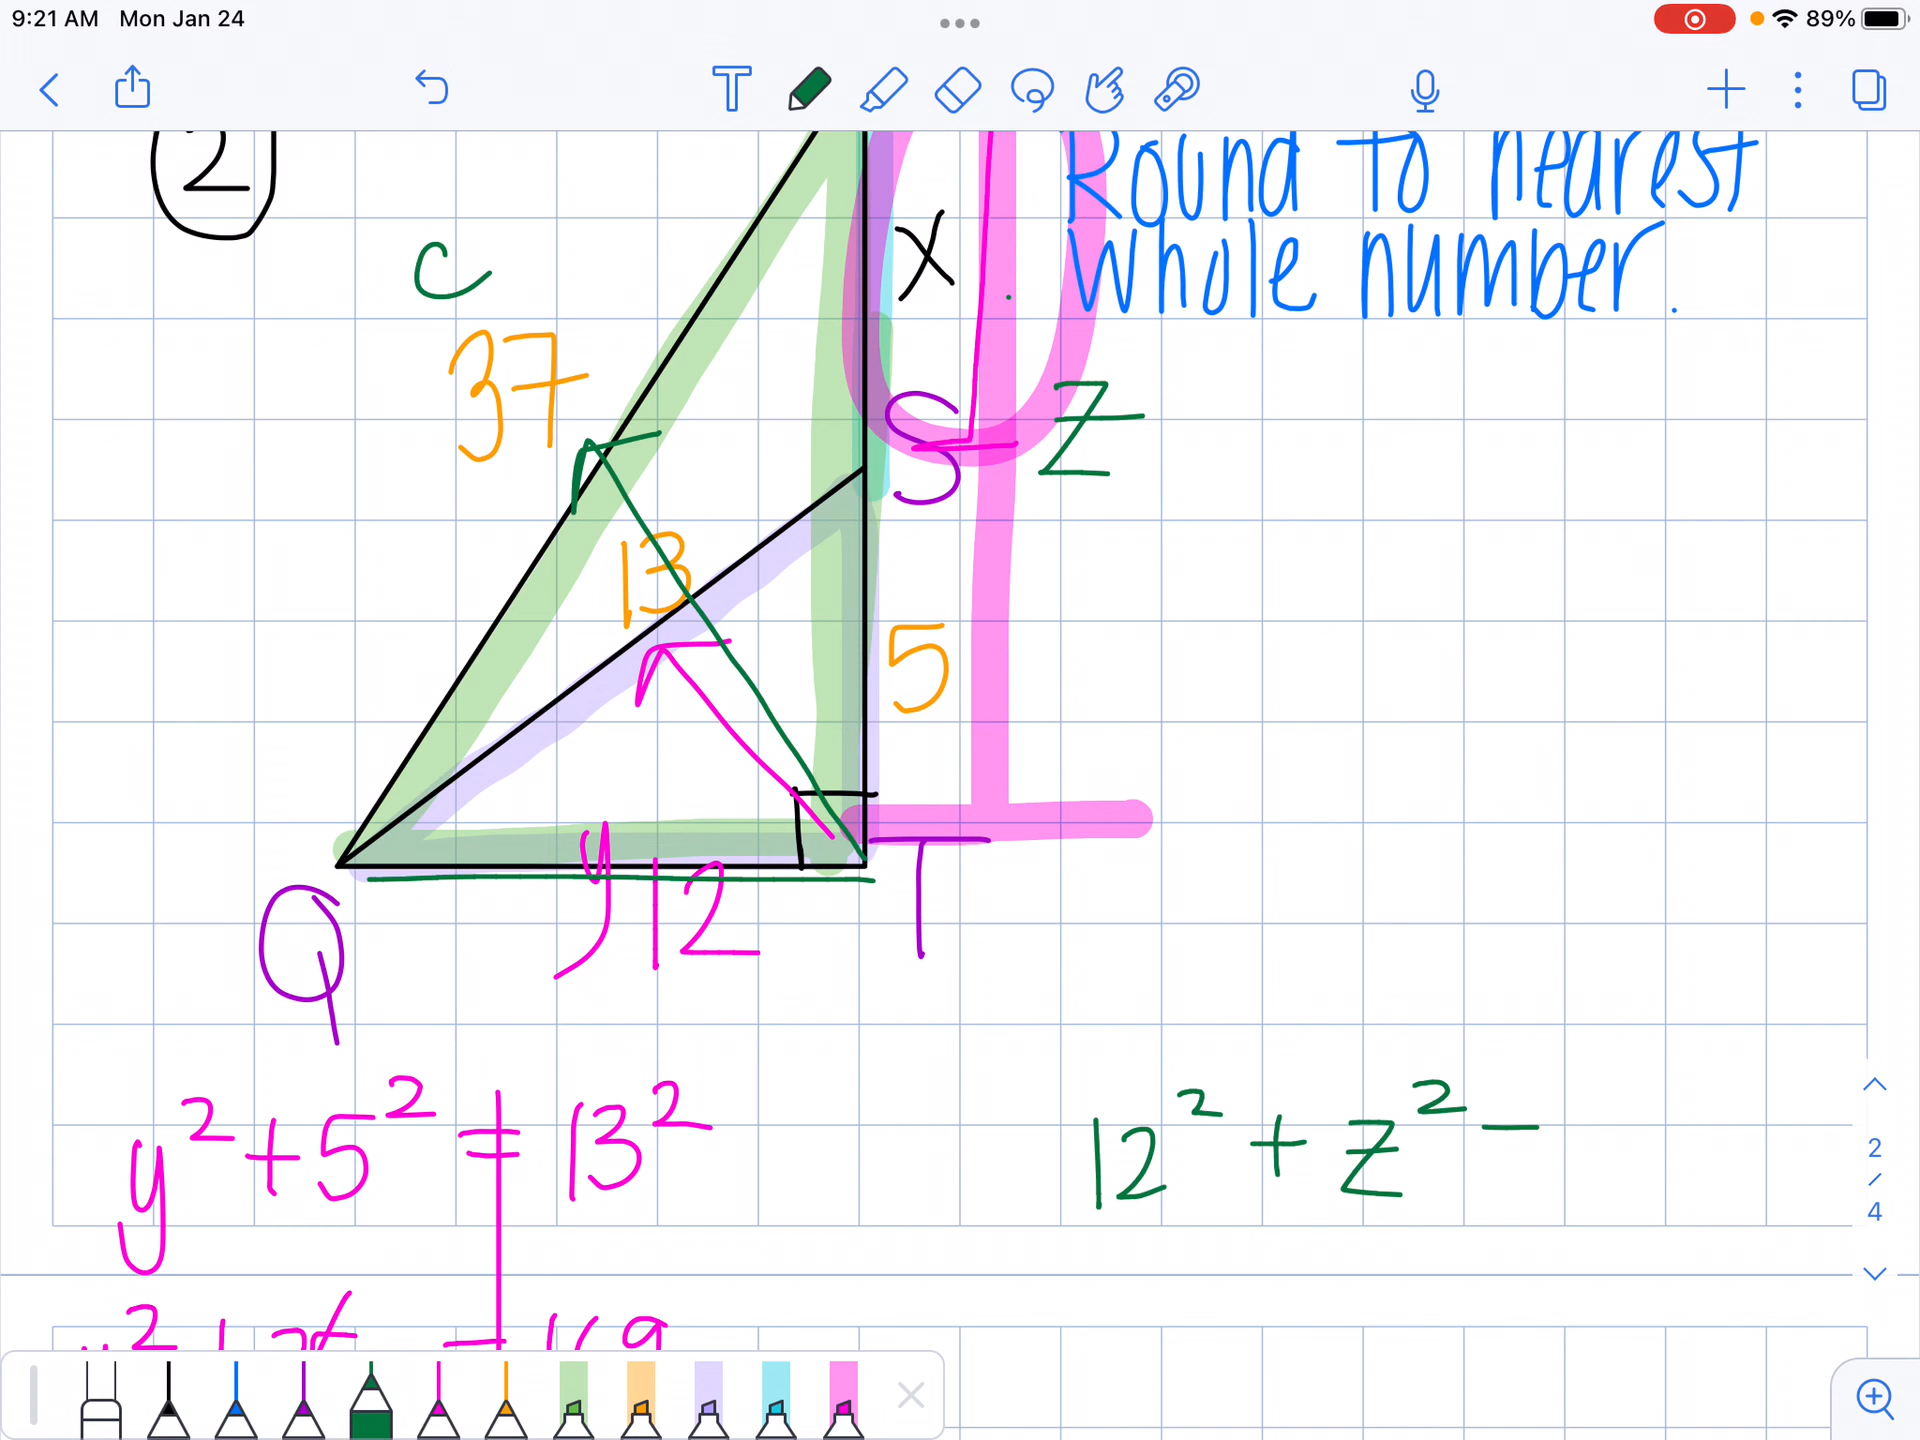 9:21 AM Mon Jan 24
89%
T
2
Round to nearest
whole number.
c
x
37
S
z
13
5
y 12
Q
T
y² + 5² = 13²
12² + z² –
2
/
4
= 169